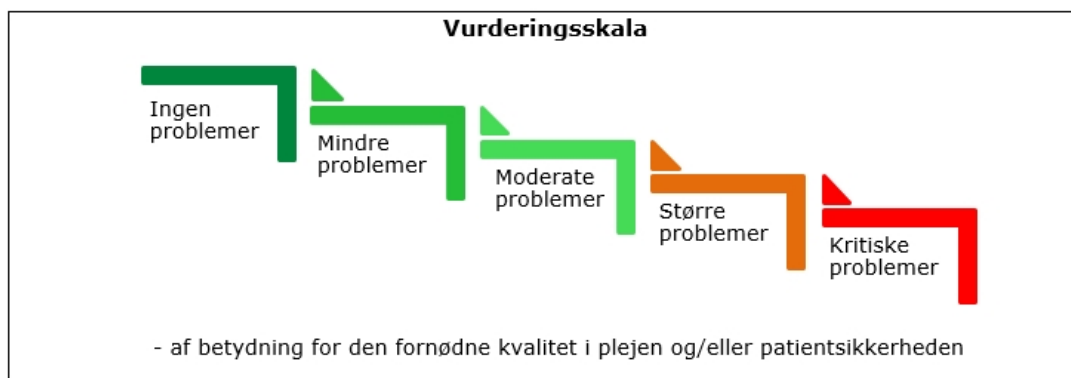 Vurderingsskala
Ingen
problemer
Mindre
problemer
Moderate
problemer
Større
problemer
Kritiske
problemer
- af betydning for den fornødne kvalitet i plejen og/eller patientsikkerheden